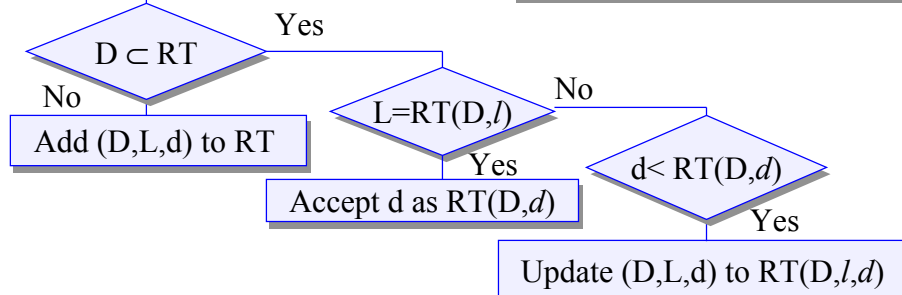 Yes
D ⊂ RT
No
No
L=RT(D,l)
Add (D,L,d) to RT
Yes
d< RT(D,d)
Accept d as RT(D,d)
Yes
Update (D,L,d) to RT(D,l,d)